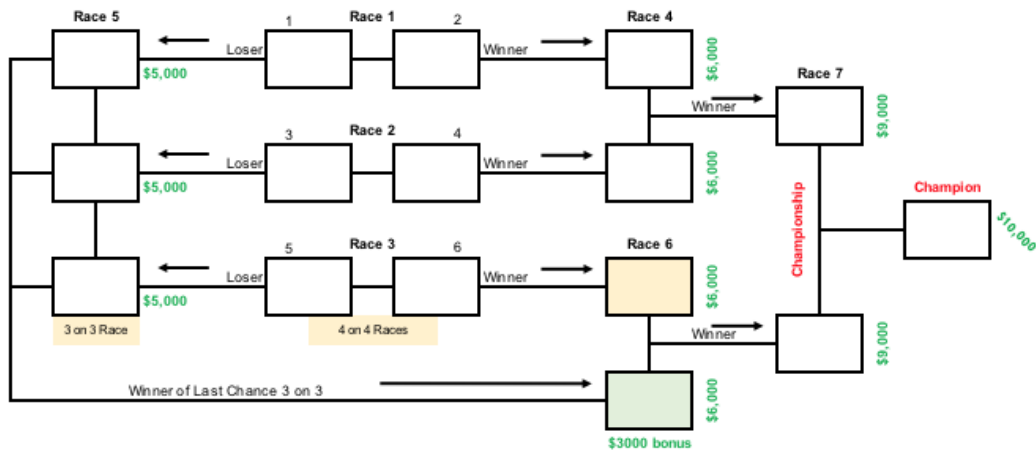 Race 5
1
Race 1
2
Race 4
Loser
Winner
$5,000
$6,000
Race 7
Winner
$9,000
3
Race 2
4
Loser
Winner
$5,000
$6,000
Championship
Champion
$10,000
5
Race 3
6
Race 6
Loser
Winner
$5,000
$6,000
3 on 3 Race
4 on 4 Races
Winner
$9,000
Winner of Last Chance 3 on 3
$6,000
$3000 bonus